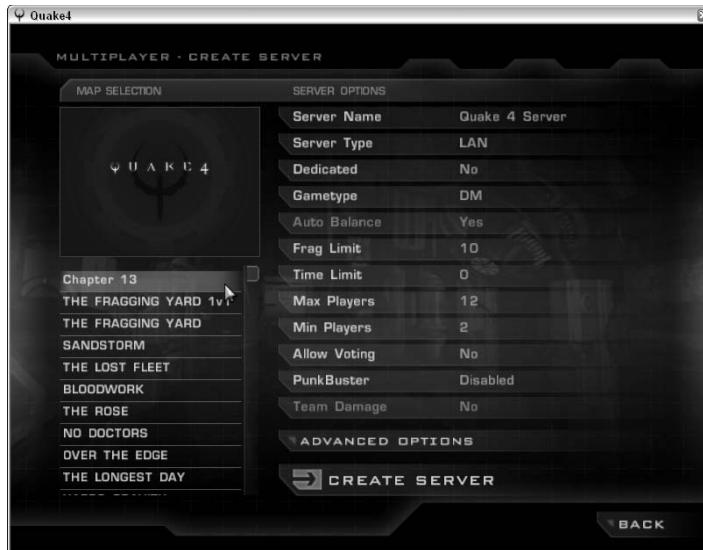 Quake4
MULTIPLAYER - CREATE SERVER
MAP SELECTION
QUAKE 4
Chapter 13
THE FRAGGING YARD 1v1
THE FRAGGING YARD
SANDSTORM
THE LOST FLEET
BLOODWORK
THE ROSE
NO DOCTORS
OVER THE EDGE
THE LONGEST DAY
SERVER OPTIONS
Server Name Quake 4 Server
Server Type LAN
Dedicated No
Gametype DM
Auto Balance Yes
Frag Limit 10
Time Limit 0
Max Players 12
Min Players 2
Allow Voting No
PunkBuster Disabled
Team Damage No
ADVANCED OPTIONS
CREATE SERVER
BACK